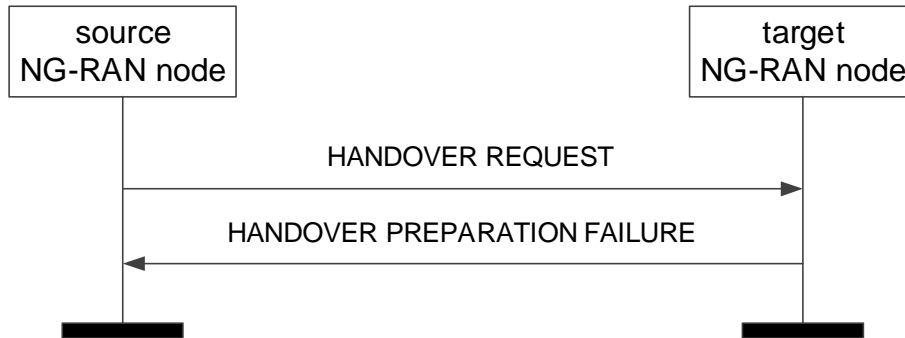 source
NG-RAN node
target
NG-RAN node
HANDOVER REQUEST
HANDOVER PREPARATION FAILURE